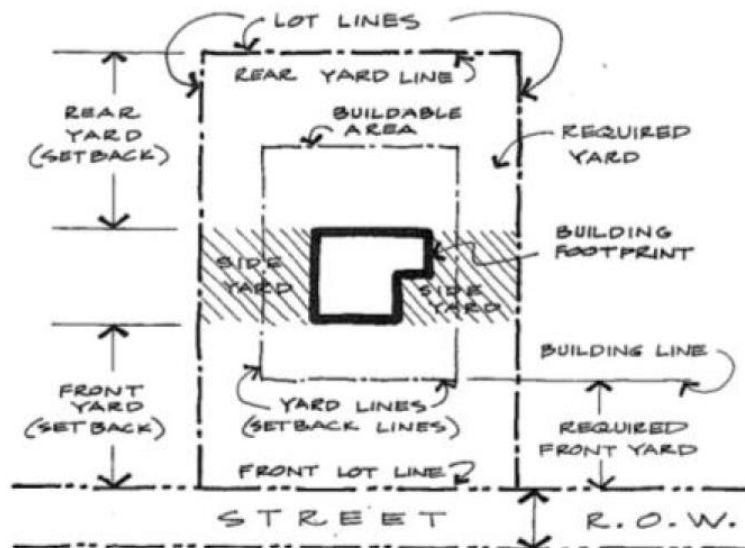 LOT LINES
REAR YARD LINE
REAR
YARD
(SETBACK)
BUILDABLE
AREA
REQUIRED
YARD
BUILDING
FOOTPRINT
SIDE
YARD
SIDE
YARD
BUILDING LINE
FRONT
YARD
(SETBACK)
YARD LINES
(SETBACK LINES)
REQUIRED
FRONT YARD
FRONT LOT LINE
STREET
R.O.W.